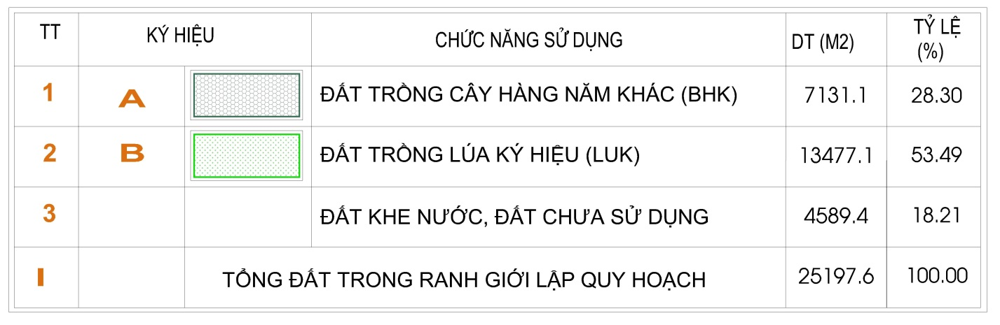 TT KÝ HIỆU CHỨC NĂNG SỬ DỤNG DT (M2) TỶ LỆ (%)
1 A ĐẤT TRỒNG CÂY HÀNG NĂM KHÁC (BHK) 7131.1 28.30
2 B ĐẤT TRỒNG LÚA KÝ HIỆU (LUK) 13477.1 53.49
3 ĐẤT KHE NƯỚC, ĐẤT CHƯA SỬ DỤNG 4589.4 18.21
I TỔNG ĐẤT TRONG RANH GIỚI LẬP QUY HOẠCH 25197.6 100.00